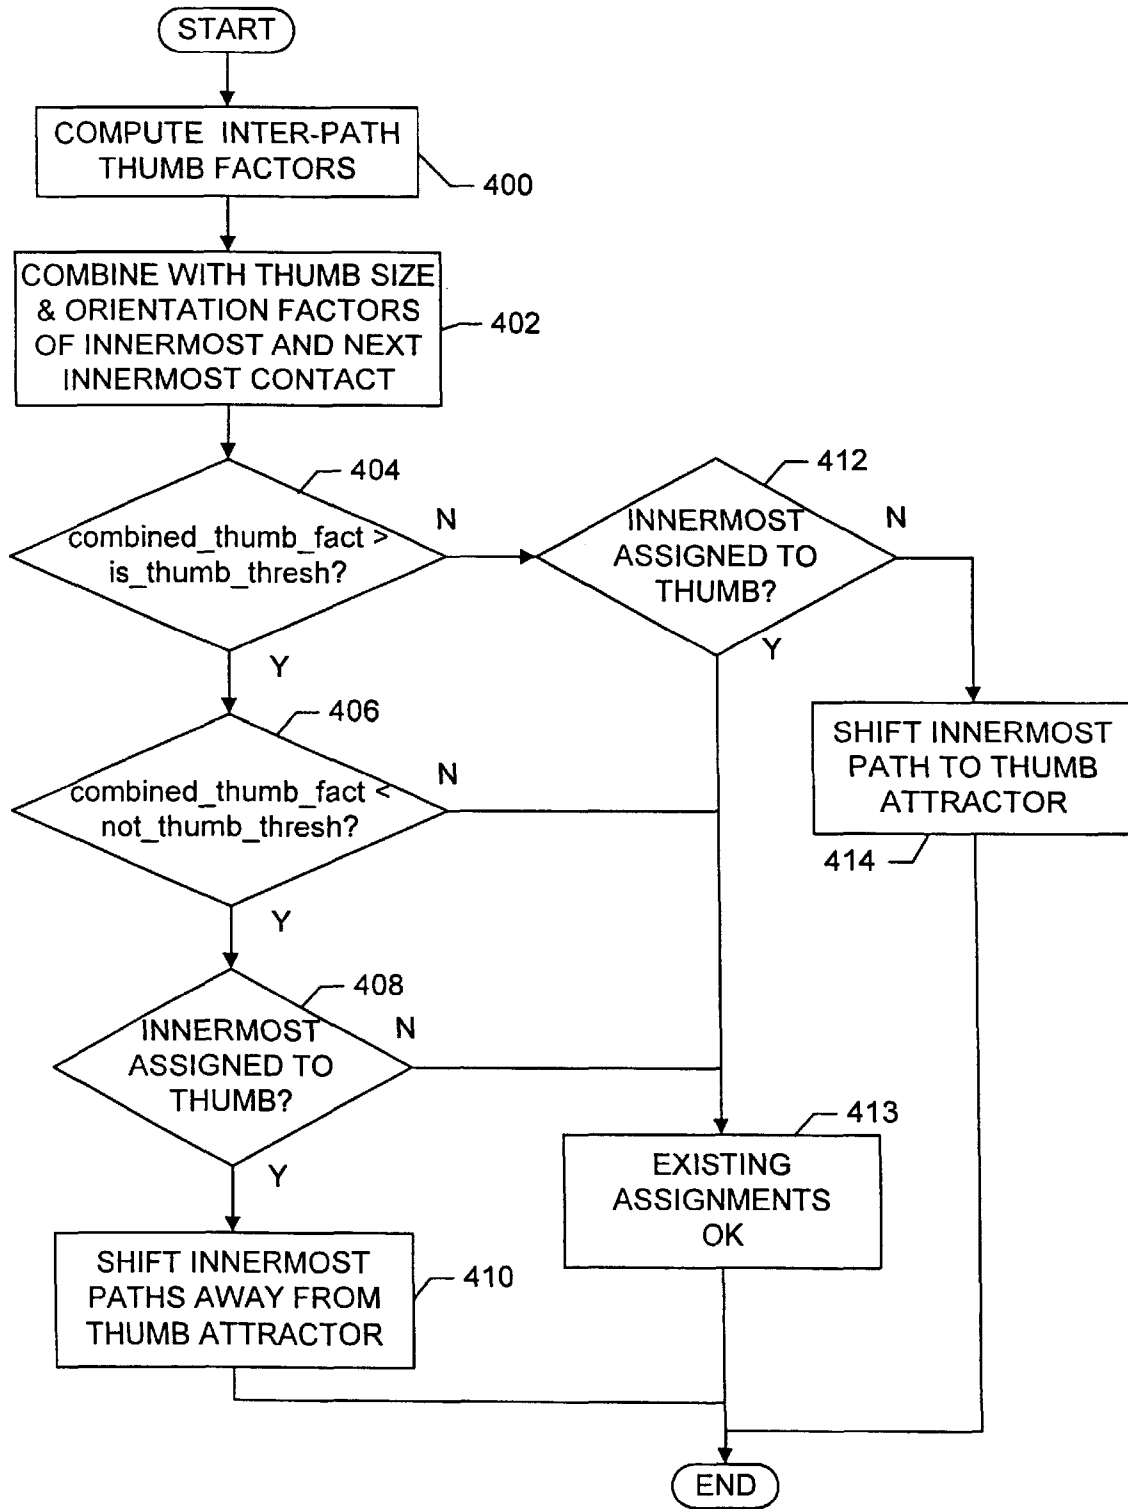 START
COMPUTE INTER-PATH
THUMB FACTORS
400
COMBINE WITH THUMB SIZE
& ORIENTATION FACTORS
OF INNERMOST AND NEXT
INNERMOST CONTACT
402
404
combined_thumb_fact >
is_thumb_thresh?
N
Y
412
INNERMOST
ASSIGNED TO
THUMB?
N
Y
406
combined_thumb_fact <
not_thumb_thresh?
N
Y
SHIFT INNERMOST
PATH TO THUMB
ATTRACTOR
414
408
INNERMOST
ASSIGNED TO
THUMB?
N
Y
413
EXISTING
ASSIGNMENTS
OK
SHIFT INNERMOST
PATHS AWAY FROM
THUMB ATTRACTOR
410
END